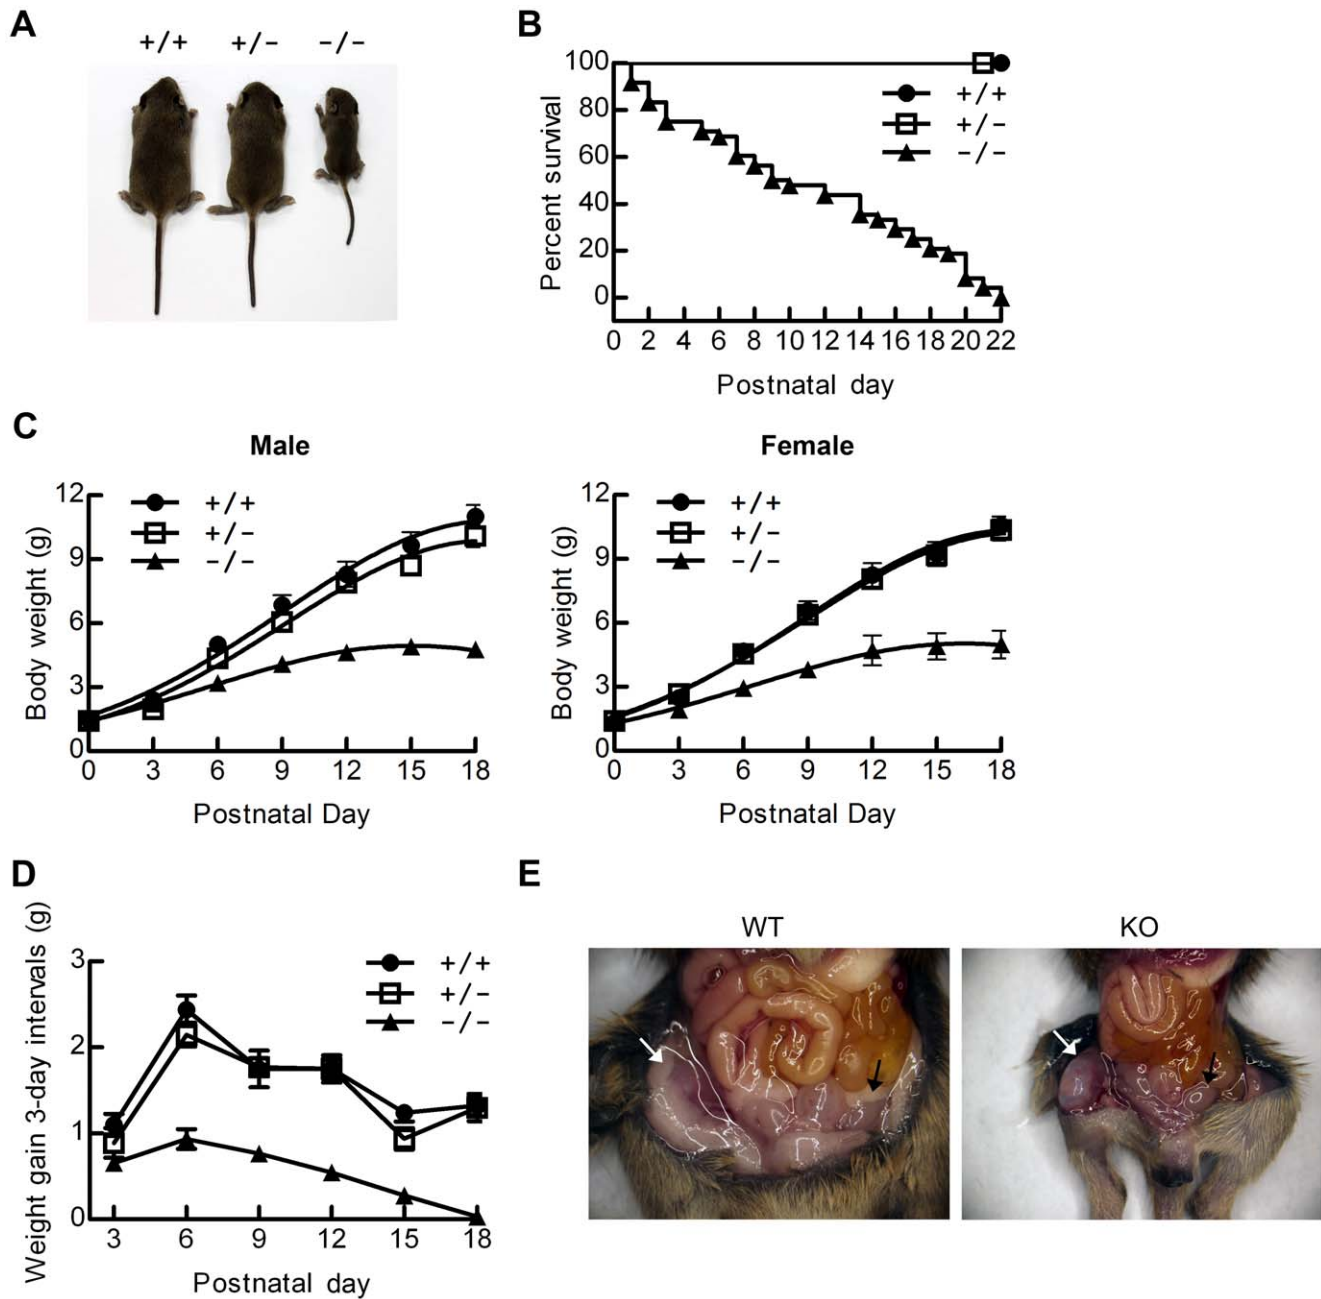 A
+/+ +/− −/−
B
100
80
60
40
20
0
Percent survival
+/+
+/−
−/−
0 2 4 6 8 10 12 14 16 18 20 22
Postnatal day
C
Male
12
9
6
3
0
Body weight (g)
+/+
+/−
−/−
0 3 6 9 12 15 18
Postnatal Day
Female
12
9
6
3
0
Body weight (g)
+/+
+/−
−/−
0 3 6 9 12 15 18
Postnatal Day
D
3
2
1
0
Weight gain 3-day intervals (g)
+/+
+/−
−/−
3 6 9 12 15 18
Postnatal day
E
WT KO